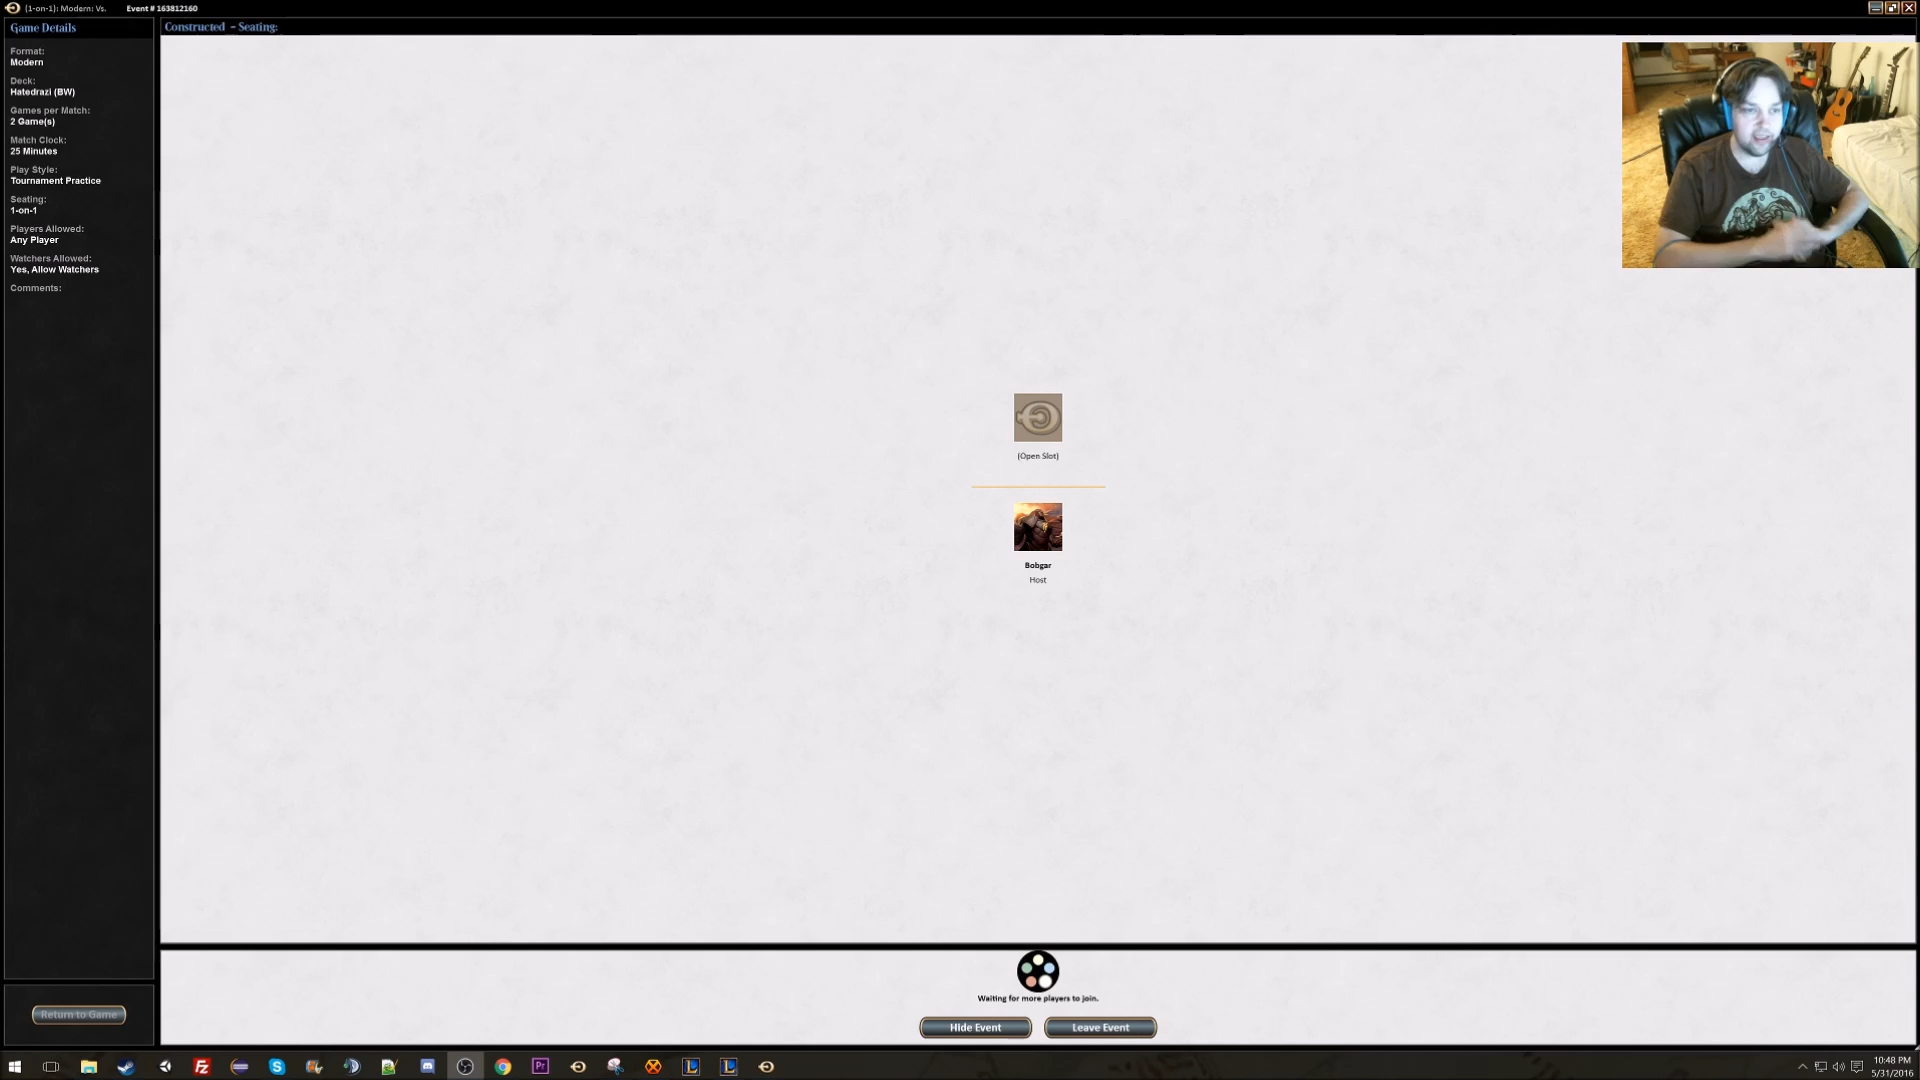 (1-on-1): Modern: Vs. Event # 163812160
Game Details
Format:
Modern
Deck:
Hatedrazi (BW)
Games per Match:
2 Game(s)
Match Clock:
25 Minutes
Play Style:
Tournament Practice
Seating:
1-on-1
Players Allowed:
Any Player
Watchers Allowed:
Yes, Allow Watchers
Comments:
Return to Game
Constructed - Seating:
(Open Slot)
Bobgar
Host
Waiting for more players to join.
Hide Event Leave Event
10:48 PM
5/31/2016